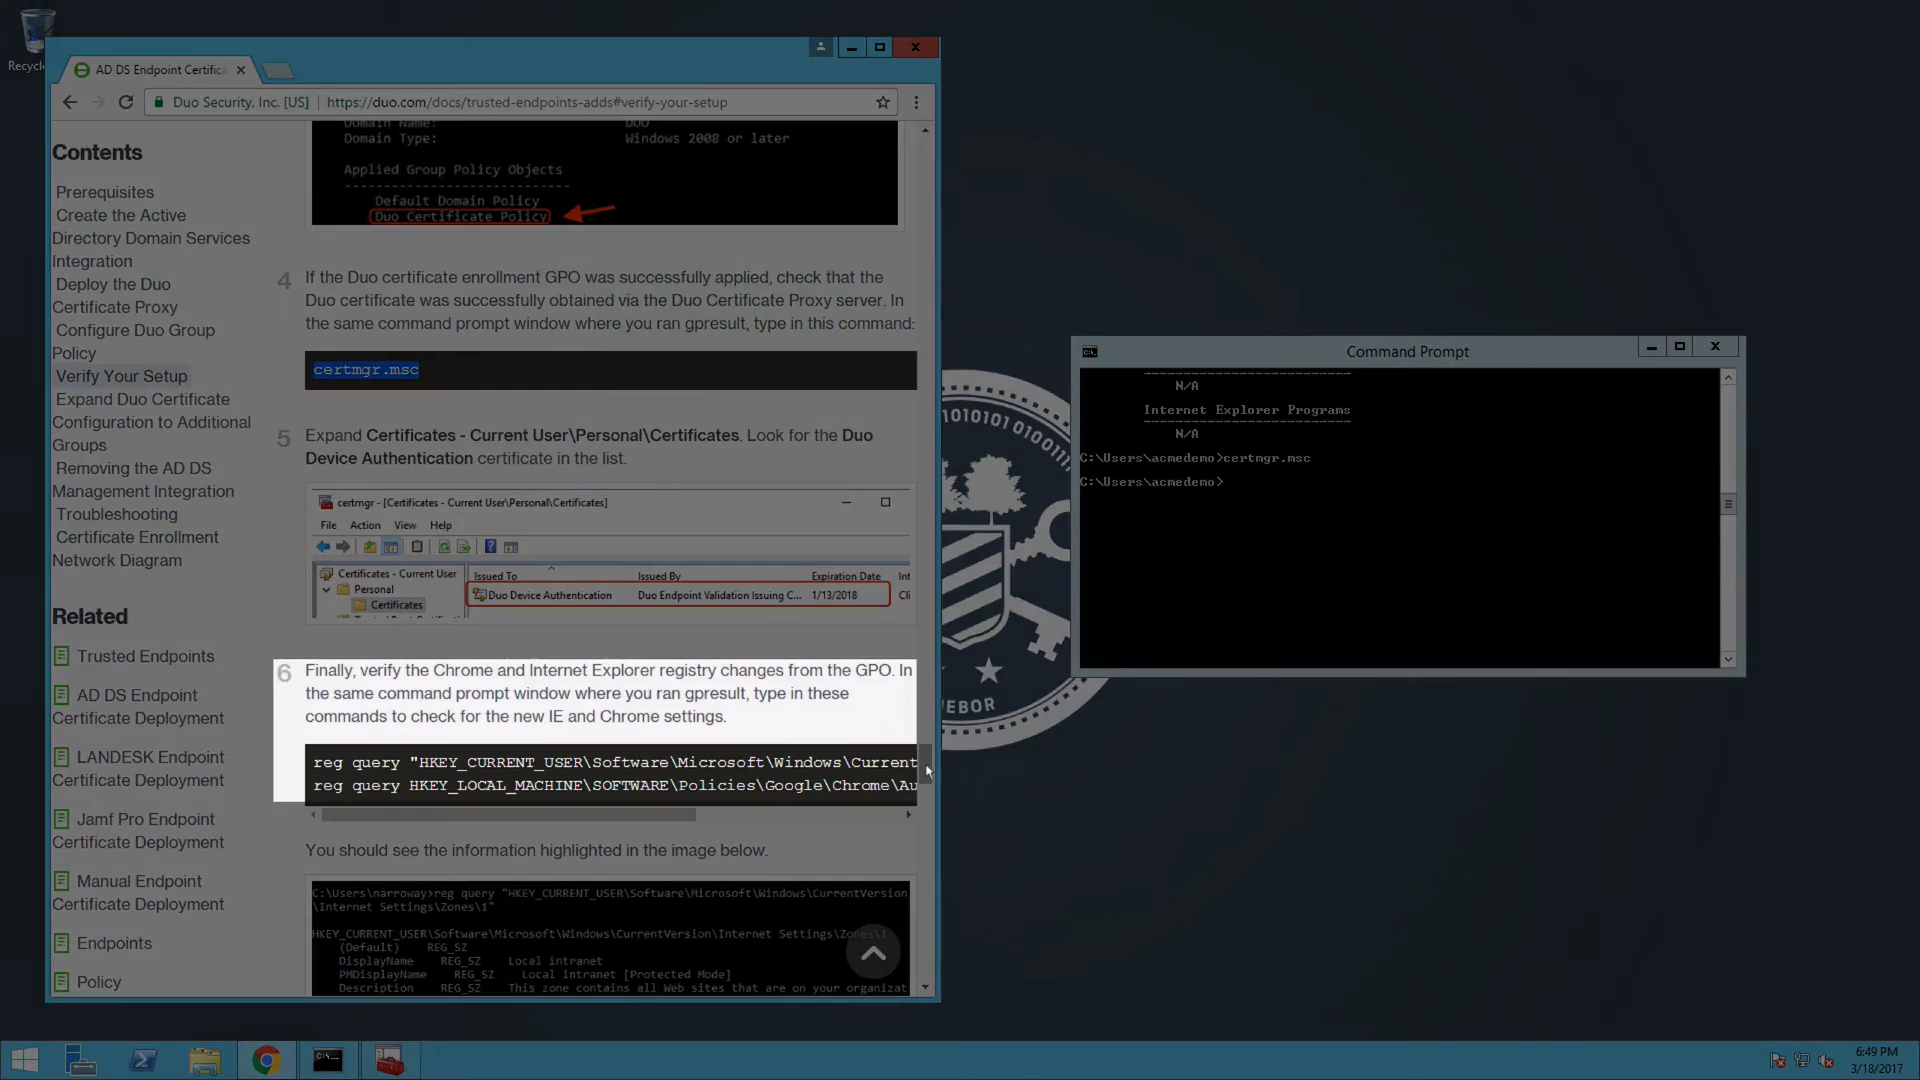 Recycle
AD DS Endpoint Certifica
Duo Security, Inc. [US] | https://duo.com/docs/trusted-endpoints-adds#verify-your-setup
Contents
Prerequisites
Create the Active
Directory Domain Services
Integration
Deploy the Duo
Certificate Proxy
Configure Duo Group
Policy
Verify Your Setup
Expand Duo Certificate
Configuration to Additional
Groups
Removing the AD DS
Management Integration
Troubleshooting
Certificate Enrollment
Network Diagram
Related
Trusted Endpoints
AD DS Endpoint
Certificate Deployment
LANDESK Endpoint
Certificate Deployment
Jamf Pro Endpoint
Certificate Deployment
Manual Endpoint
Certificate Deployment
Endpoints
Policy
Domain Name: DUO
Domain Type: Windows 2008 or later
Applied Group Policy Objects
-----------------------------
Default Domain Policy
Duo Certificate Policy
4 If the Duo certificate enrollment GPO was successfully applied, check that the
Duo certificate was successfully obtained via the Duo Certificate Proxy server. In
the same command prompt window where you ran gpresult, type in this command:
certmgr.msc
5 Expand Certificates - Current User\Personal\Certificates. Look for the Duo
Device Authentication certificate in the list.
certmgr - [Certificates - Current User\Personal\Certificates]
File Action View Help
Certificates - Current User
Personal
Certificates
Issued To Issued By Expiration Date Int
Duo Device Authentication Duo Endpoint Validation Issuing C... 1/13/2018 Cli
6 Finally, verify the Chrome and Internet Explorer registry changes from the GPO. In
the same command prompt window where you ran gpresult, type in these
commands to check for the new IE and Chrome settings.
reg query "HKEY_CURRENT_USER\Software\Microsoft\Windows\Current
reg query HKEY_LOCAL_MACHINE\SOFTWARE\Policies\Google\Chrome\Au
You should see the information highlighted in the image below.
C:\Users\narroway>reg query "HKEY_CURRENT_USER\Software\Microsoft\Windows\CurrentVersion
\Internet Settings\Zones\1"
HKEY_CURRENT_USER\Software\Microsoft\Windows\CurrentVersion\Internet Settings\Zones\1
(Default) REG_SZ
DisplayName REG_SZ Local intranet
PMDisplayName REG_SZ Local intranet [Protected Mode]
Description REG_SZ This zone contains all Web sites that are on your organizat
Command Prompt
--------------------------
N/A
Internet Explorer Programs
--------------------------
N/A
C:\Users\acmedemo>certmgr.msc
C:\Users\acmedemo>
6:49 PM
3/18/2017